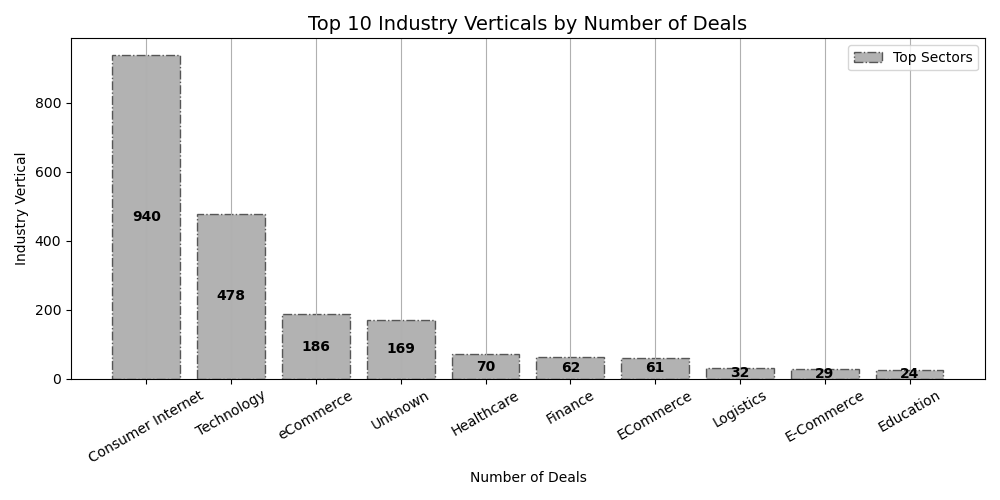 Top 10 Industry Verticals by Number of Deals
Top Sectors
Industry Vertical
800
600
400
200
0
940
478
186
169
70
62
61
32
29
24
Consumer Internet
Technology
eCommerce
Unknown
Healthcare
Finance
ECommerce
Logistics
E-Commerce
Education
Number of Deals